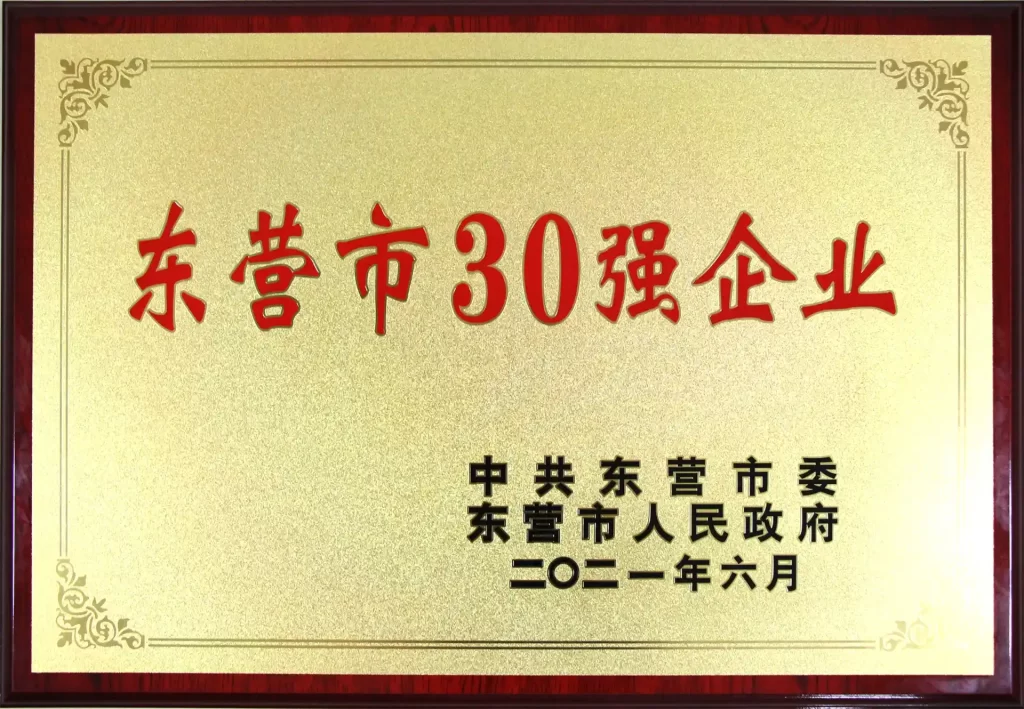 东营市30强企业
中共东营市委
东营市人民政府
二〇二一年六月